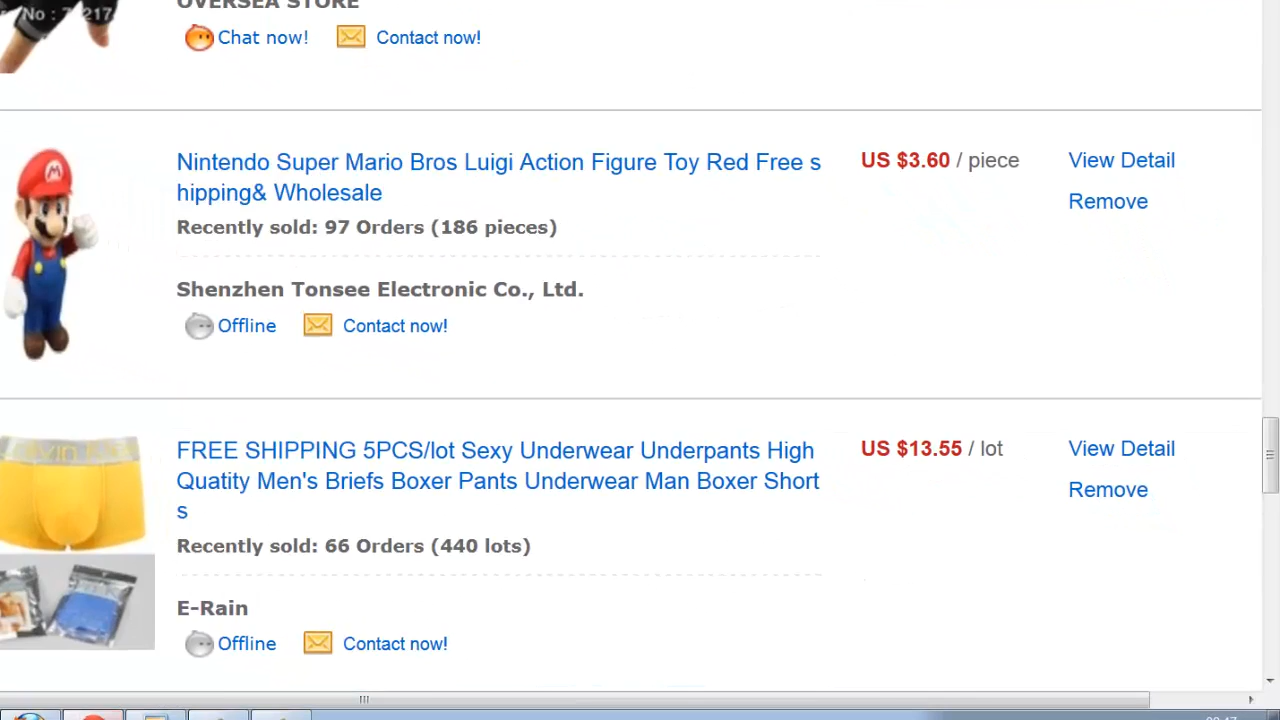 No : 7217
OVERSEA STORE
Chat now! Contact now!
Nintendo Super Mario Bros Luigi Action Figure Toy Red Free s
hipping& Wholesale
US $3.60 / piece
View Detail
Remove
Recently sold: 97 Orders (186 pieces)
Shenzhen Tonsee Electronic Co., Ltd.
Offline Contact now!
FREE SHIPPING 5PCS/lot Sexy Underwear Underpants High
Quatity Men's Briefs Boxer Pants Underwear Man Boxer Short
s
US $13.55 / lot
View Detail
Remove
Recently sold: 66 Orders (440 lots)
E-Rain
Offline Contact now!